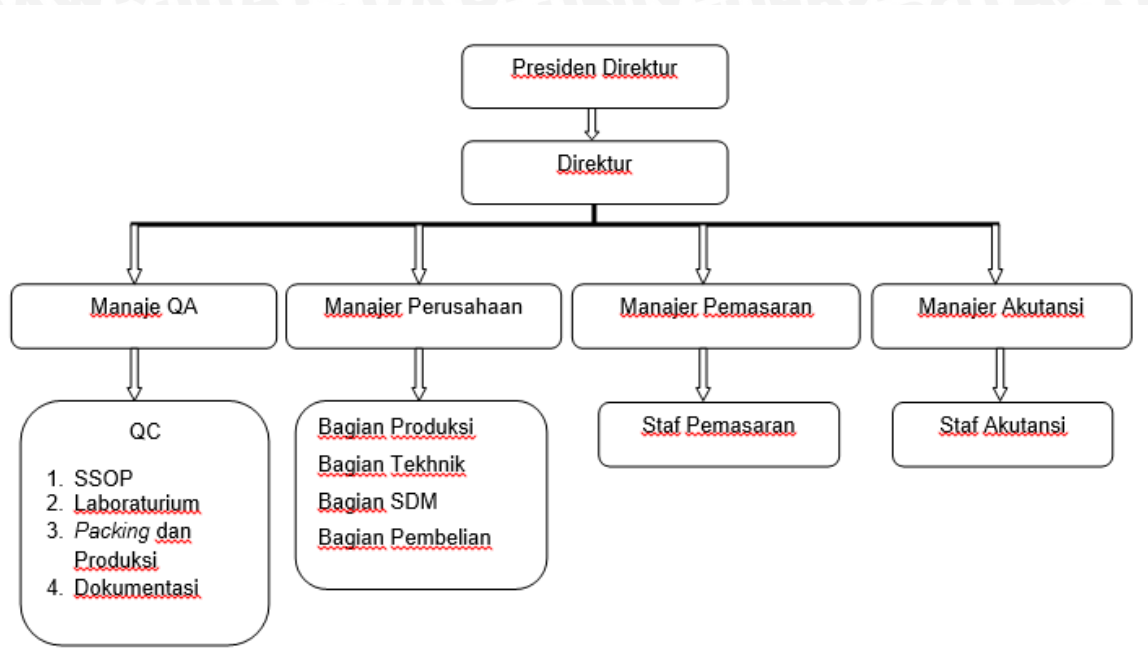 Presiden Direktur
Direktur
Manaje QA
Manajer Perusahaan
Manajer Pemasaran
Manajer Akutansi
QC
1. SSOP
2. Laboraturium
3. Packing dan
Produksi
4. Dokumentasi
Bagian Produksi
Bagian Tekhnik
Bagian SDM
Bagian Pembelian
Staf Pemasaran
Staf Akutansi